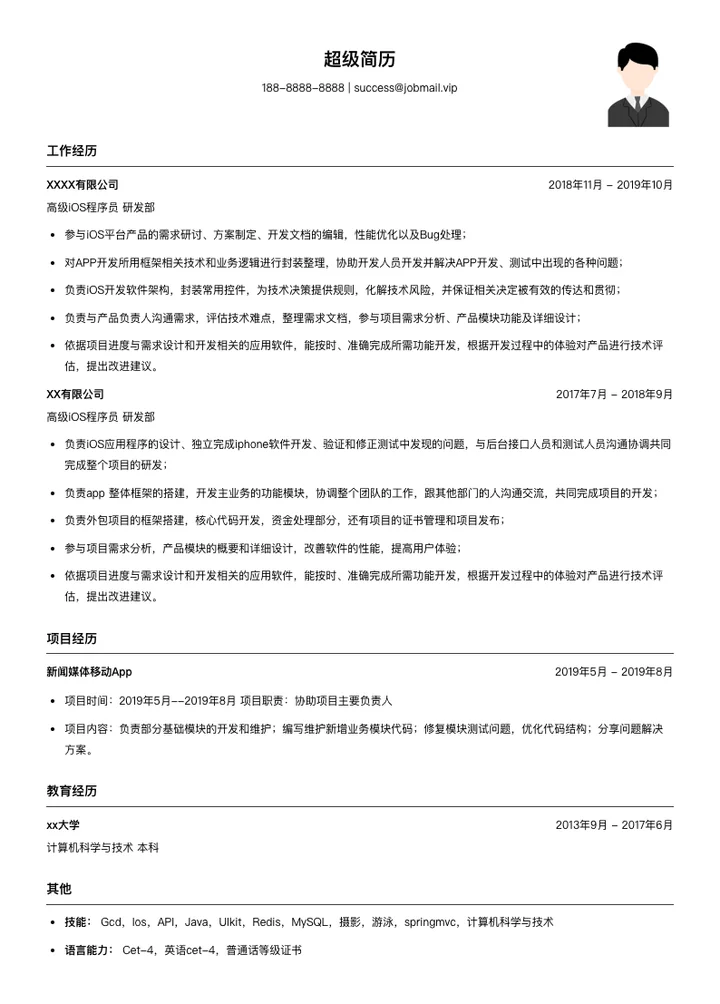 超级简历
188-8888-8888 | success@jobmail.vip
工作经历
XXXX有限公司 2018年11月 - 2019年10月
高级iOS程序员 研发部
• 参与iOS平台产品的需求研讨、方案制定、开发文档的编辑，性能优化以及Bug处理；
• 对APP开发所用框架相关技术和业务逻辑进行封装整理，协助开发人员开发并解决APP开发、测试中出现的各种问题；
• 负责iOS开发软件架构，封装常用控件，为技术决策提供规则，化解技术风险，并保证相关决定被有效的传达和贯彻；
• 负责与产品负责人沟通需求，评估技术难点，整理需求文档，参与项目需求分析、产品模块功能及详细设计；
• 依据项目进度与需求设计和开发相关的应用软件，能按时、准确完成所需功能开发，根据开发过程中的体验对产品进行技术评
估，提出改进建议。
XX有限公司 2017年7月 - 2018年9月
高级iOS程序员 研发部
• 负责iOS应用程序的设计、独立完成iphone软件开发、验证和修正测试中发现的问题，与后台接口人员和测试人员沟通协调共同
完成整个项目的研发；
• 负责app 整体框架的搭建，开发主业务的功能模块，协调整个团队的工作，跟其他部门的人沟通交流，共同完成项目的开发；
• 负责外包项目的框架搭建，核心代码开发，资金处理部分，还有项目的证书管理和项目发布；
• 参与项目需求分析，产品模块的概要和详细设计，改善软件的性能，提高用户体验；
• 依据项目进度与需求设计和开发相关的应用软件，能按时、准确完成所需功能开发，根据开发过程中的体验对产品进行技术评
估，提出改进建议。
项目经历
新闻媒体移动App 2019年5月 - 2019年8月
• 项目时间：2019年5月--2019年8月 项目职责：协助项目主要负责人
• 项目内容：负责部分基础模块的开发和维护；编写维护新增业务模块代码；修复模块测试问题，优化代码结构；分享问题解决
方案。
教育经历
xx大学 2013年9月 - 2017年6月
计算机科学与技术 本科
其他
• 技能： Gcd，Ios，API，Java，UIkit，Redis，MySQL，摄影，游泳，springmvc，计算机科学与技术
• 语言能力： Cet-4，英语cet-4，普通话等级证书